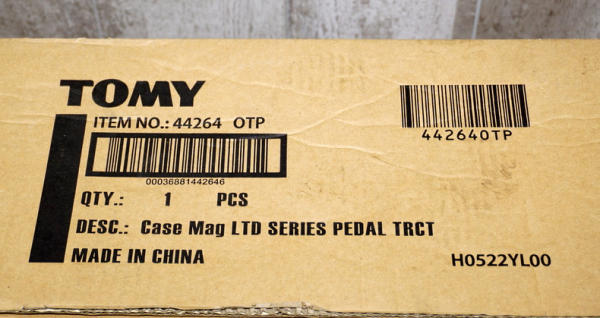 TOMY
ITEM NO.: 44264 OTP
442640TP
00036881442646
QTY.: 1 PCS
DESC.: Case Mag LTD SERIES PEDAL TRCT
MADE IN CHINA
H0522YL00